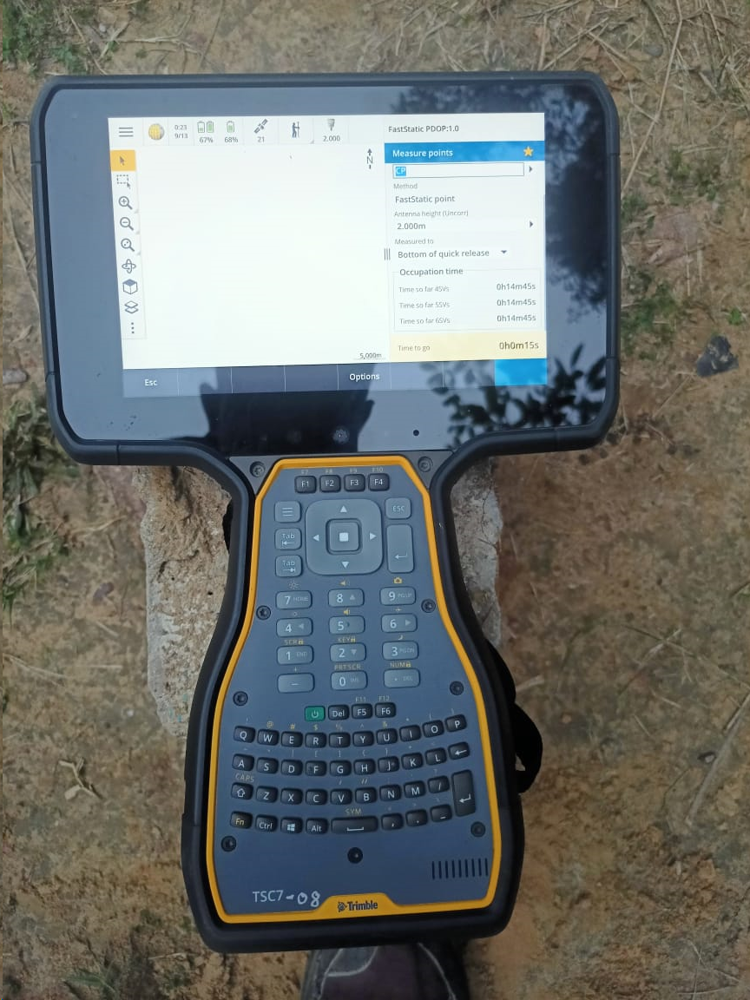 0:23
9/13
67%
68%
21
2.000
FastStatic PDOP:1.0
Measure points
CP
Method
FastStatic point
Antenna height (Uncorr)
2.000m
Measured to
Bottom of quick release
Occupation time
Time so far 4SVs 0h14m45s
Time so far 5SVs 0h14m45s
Time so far 6SVs 0h14m45s
Time to go 0h0m15s
N
5,000m
Esc Options
F7 F8 F9 F10
F1 F2 F3 F4
ESC
Tab
Tab
7 HOME 8 9 PGUP
4 5 6
SCR KEY
1 END 2 3 PGDN
PRTSCR NUM
- 0 INS . DEL
F11 F12
Del F5 F6
! @ # $ % ^ & *
Q W E R T Y U I O P
A S D F G H J K L
CAPS
Z X C V B N M /
SYM
Fn Ctrl Alt , . _
TSC7-08
Trimble